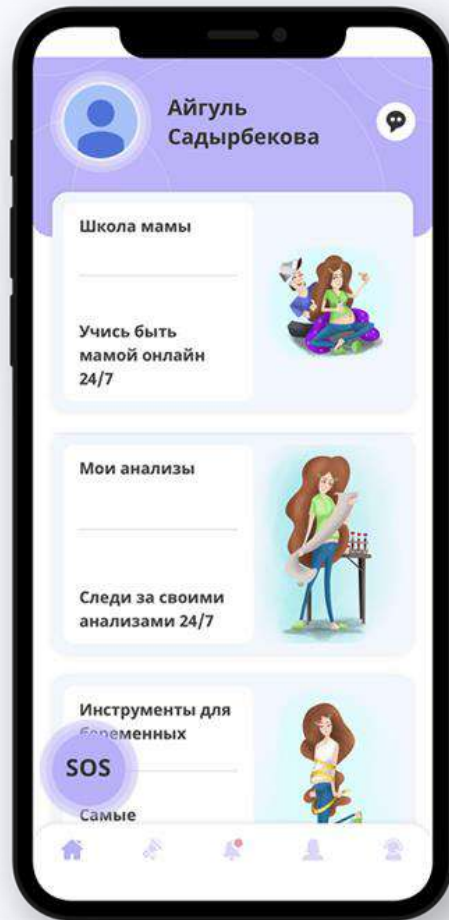 Айгуль
Садырбекова
Школа мамы
Учись быть
мамой онлайн
24/7
Мои анализы
Следи за своими
анализами 24/7
Инструменты для
беременных
SOS
Самые